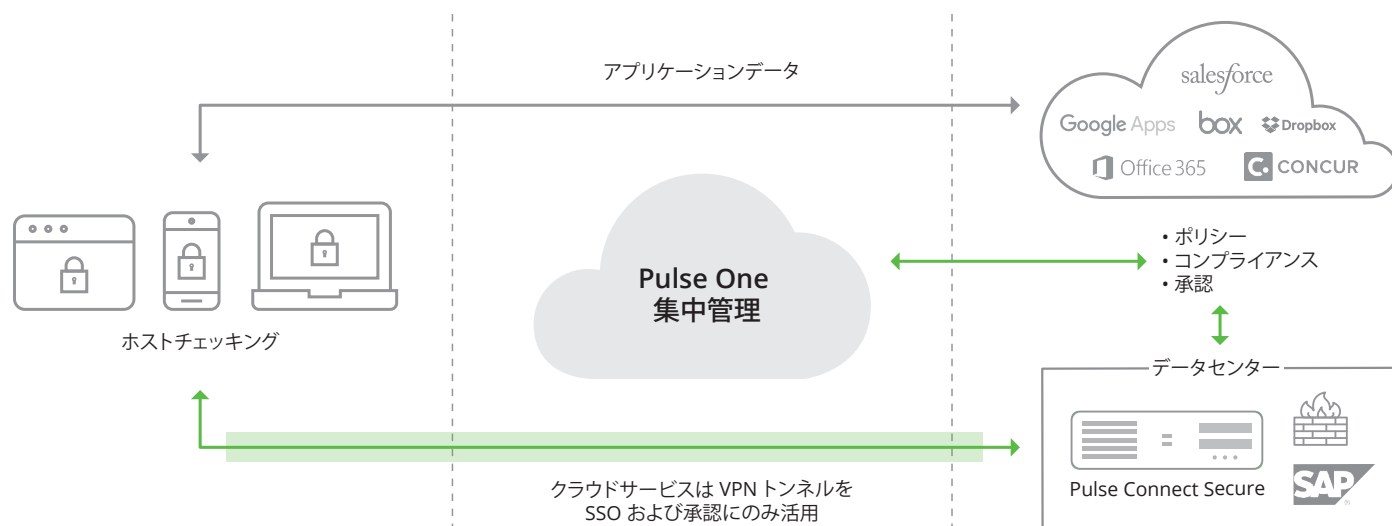 アプリケーションデータ
salesforce
Google Apps
box
Dropbox
Office 365
C.
CONCUR
Pulse One
集中管理
・ポリシー
・コンプライアンス
・承認
ホストチェッキング
データセンター
Pulse Connect Secure
SAP
®
クラウドサービスは VPN トンネルを
SSO および承認にのみ活用